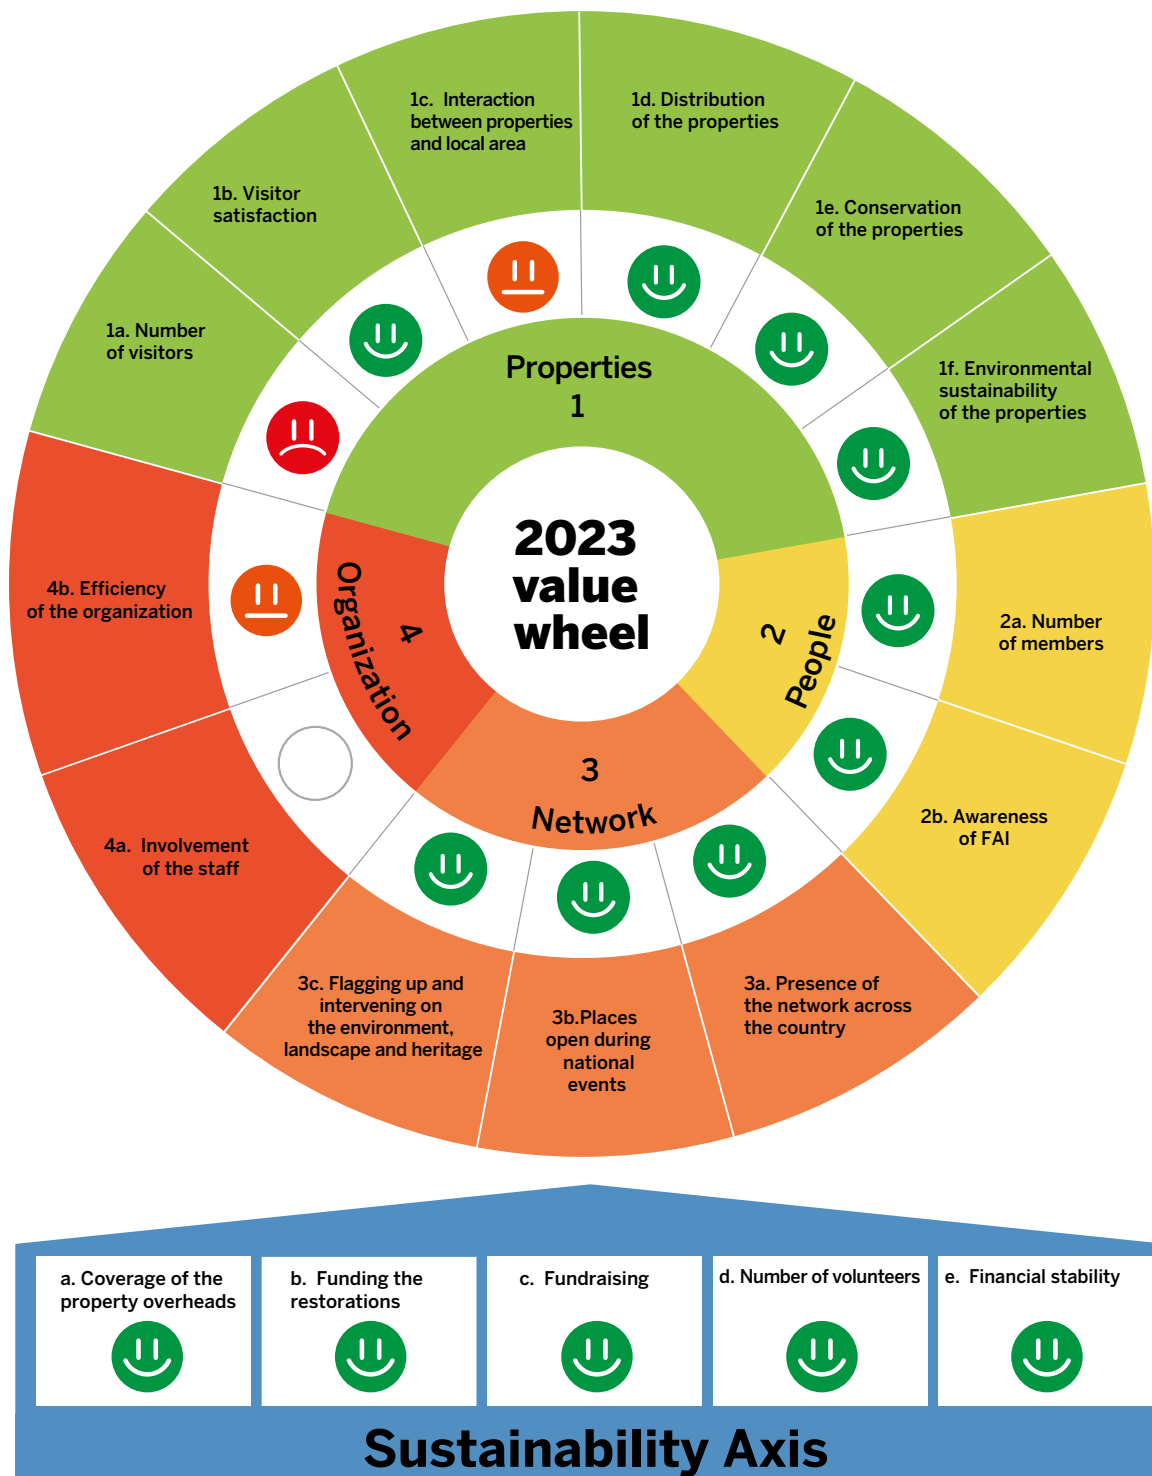 1c. Interaction
between properties
and local area
1d. Distribution
of the properties
1b. Visitor
satisfaction
1e. Conservation
of the properties
1a. Number
of visitors
1f. Environmental
sustainability
of the properties
Properties
1
2023
value
wheel
2
People
3
Network
4
Organization
4b. Efficiency
of the organization
2a. Number
of members
4a. Involvement
of the staff
2b. Awareness
of FAI
3c. Flagging up and
intervening on
the environment,
landscape and heritage
3b.Places
open during
national
events
3a. Presence of
the network across
the country
a. Coverage of the
property overheads
b. Funding the
restorations
c. Fundraising
d. Number of volunteers
e. Financial stability
Sustainability Axis